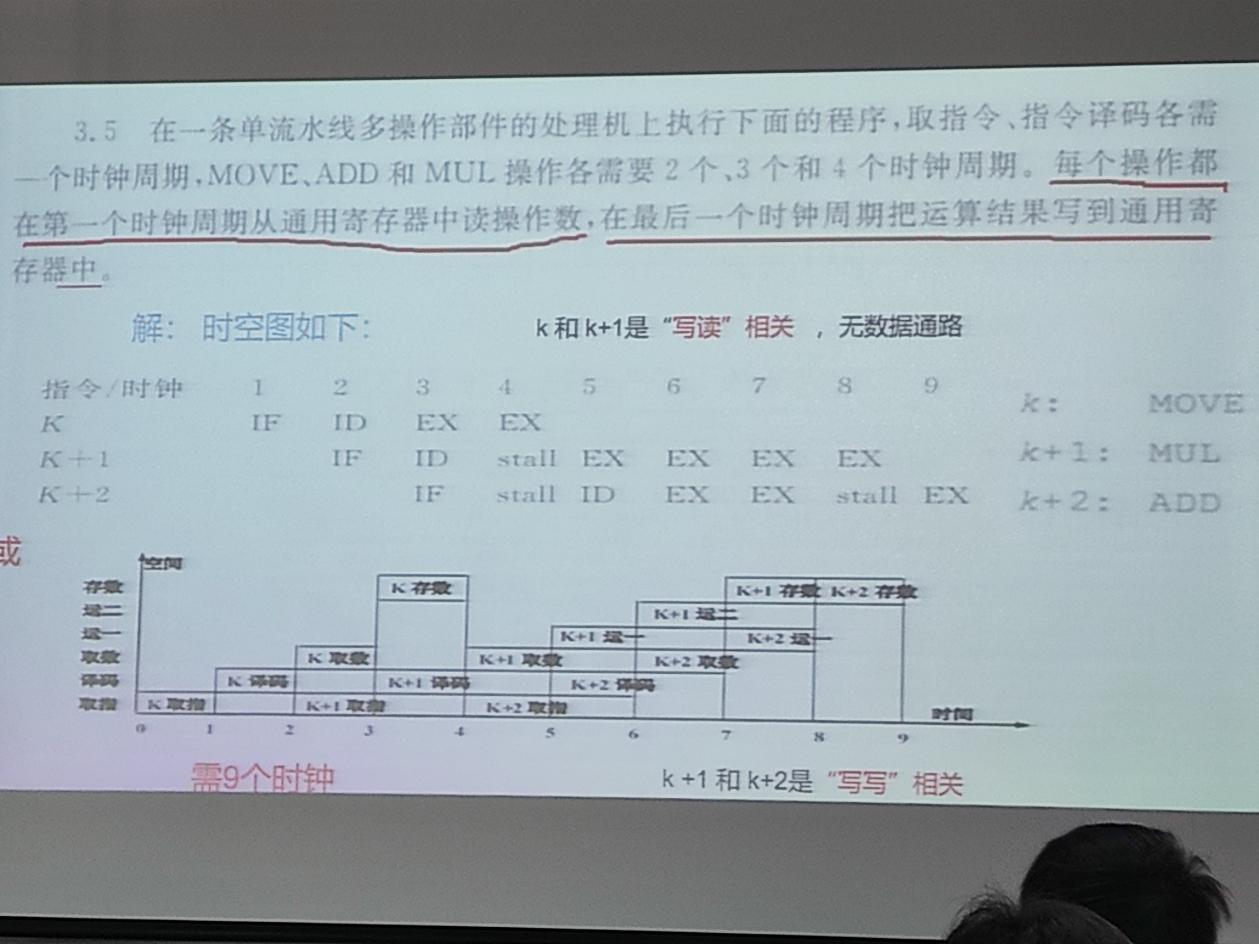 3.5 在一条单流水线多操作部件的处理机上执行下面的程序,取指令、指令译码各需
一个时钟周期,MOVE、ADD 和 MUL 操作各需要 2 个、3 个和 4 个时钟周期。每个操作都
在第一个时钟周期从通用寄存器中读操作数,在最后一个时钟周期把运算结果写到通用寄
存器中。
解: 时空图如下: k 和 k+1是“写读”相关 ,无数据通路
指令/时钟 1 2 3 4 5 6 7 8 9
K IF ID EX EX
K+1 IF ID stall EX EX EX EX
K+2 IF stall ID EX EX stall EX
k: MOVE
k+1: MUL
k+2: ADD
或
空间
存数 K 存数 K+1 存数 K+2 存数
运二 K+1 运二
运一 K+1 运一 K+2 运一
取数 K 取数 K+1 取数 K+2 取数
译码 K 译码 K+1 译码 K+2 译码
取指 K 取指 K+1 取指 K+2 取指 时间
0 1 2 3 4 5 6 7 8 9
需9个时钟 k +1 和 k+2是“写写”相关